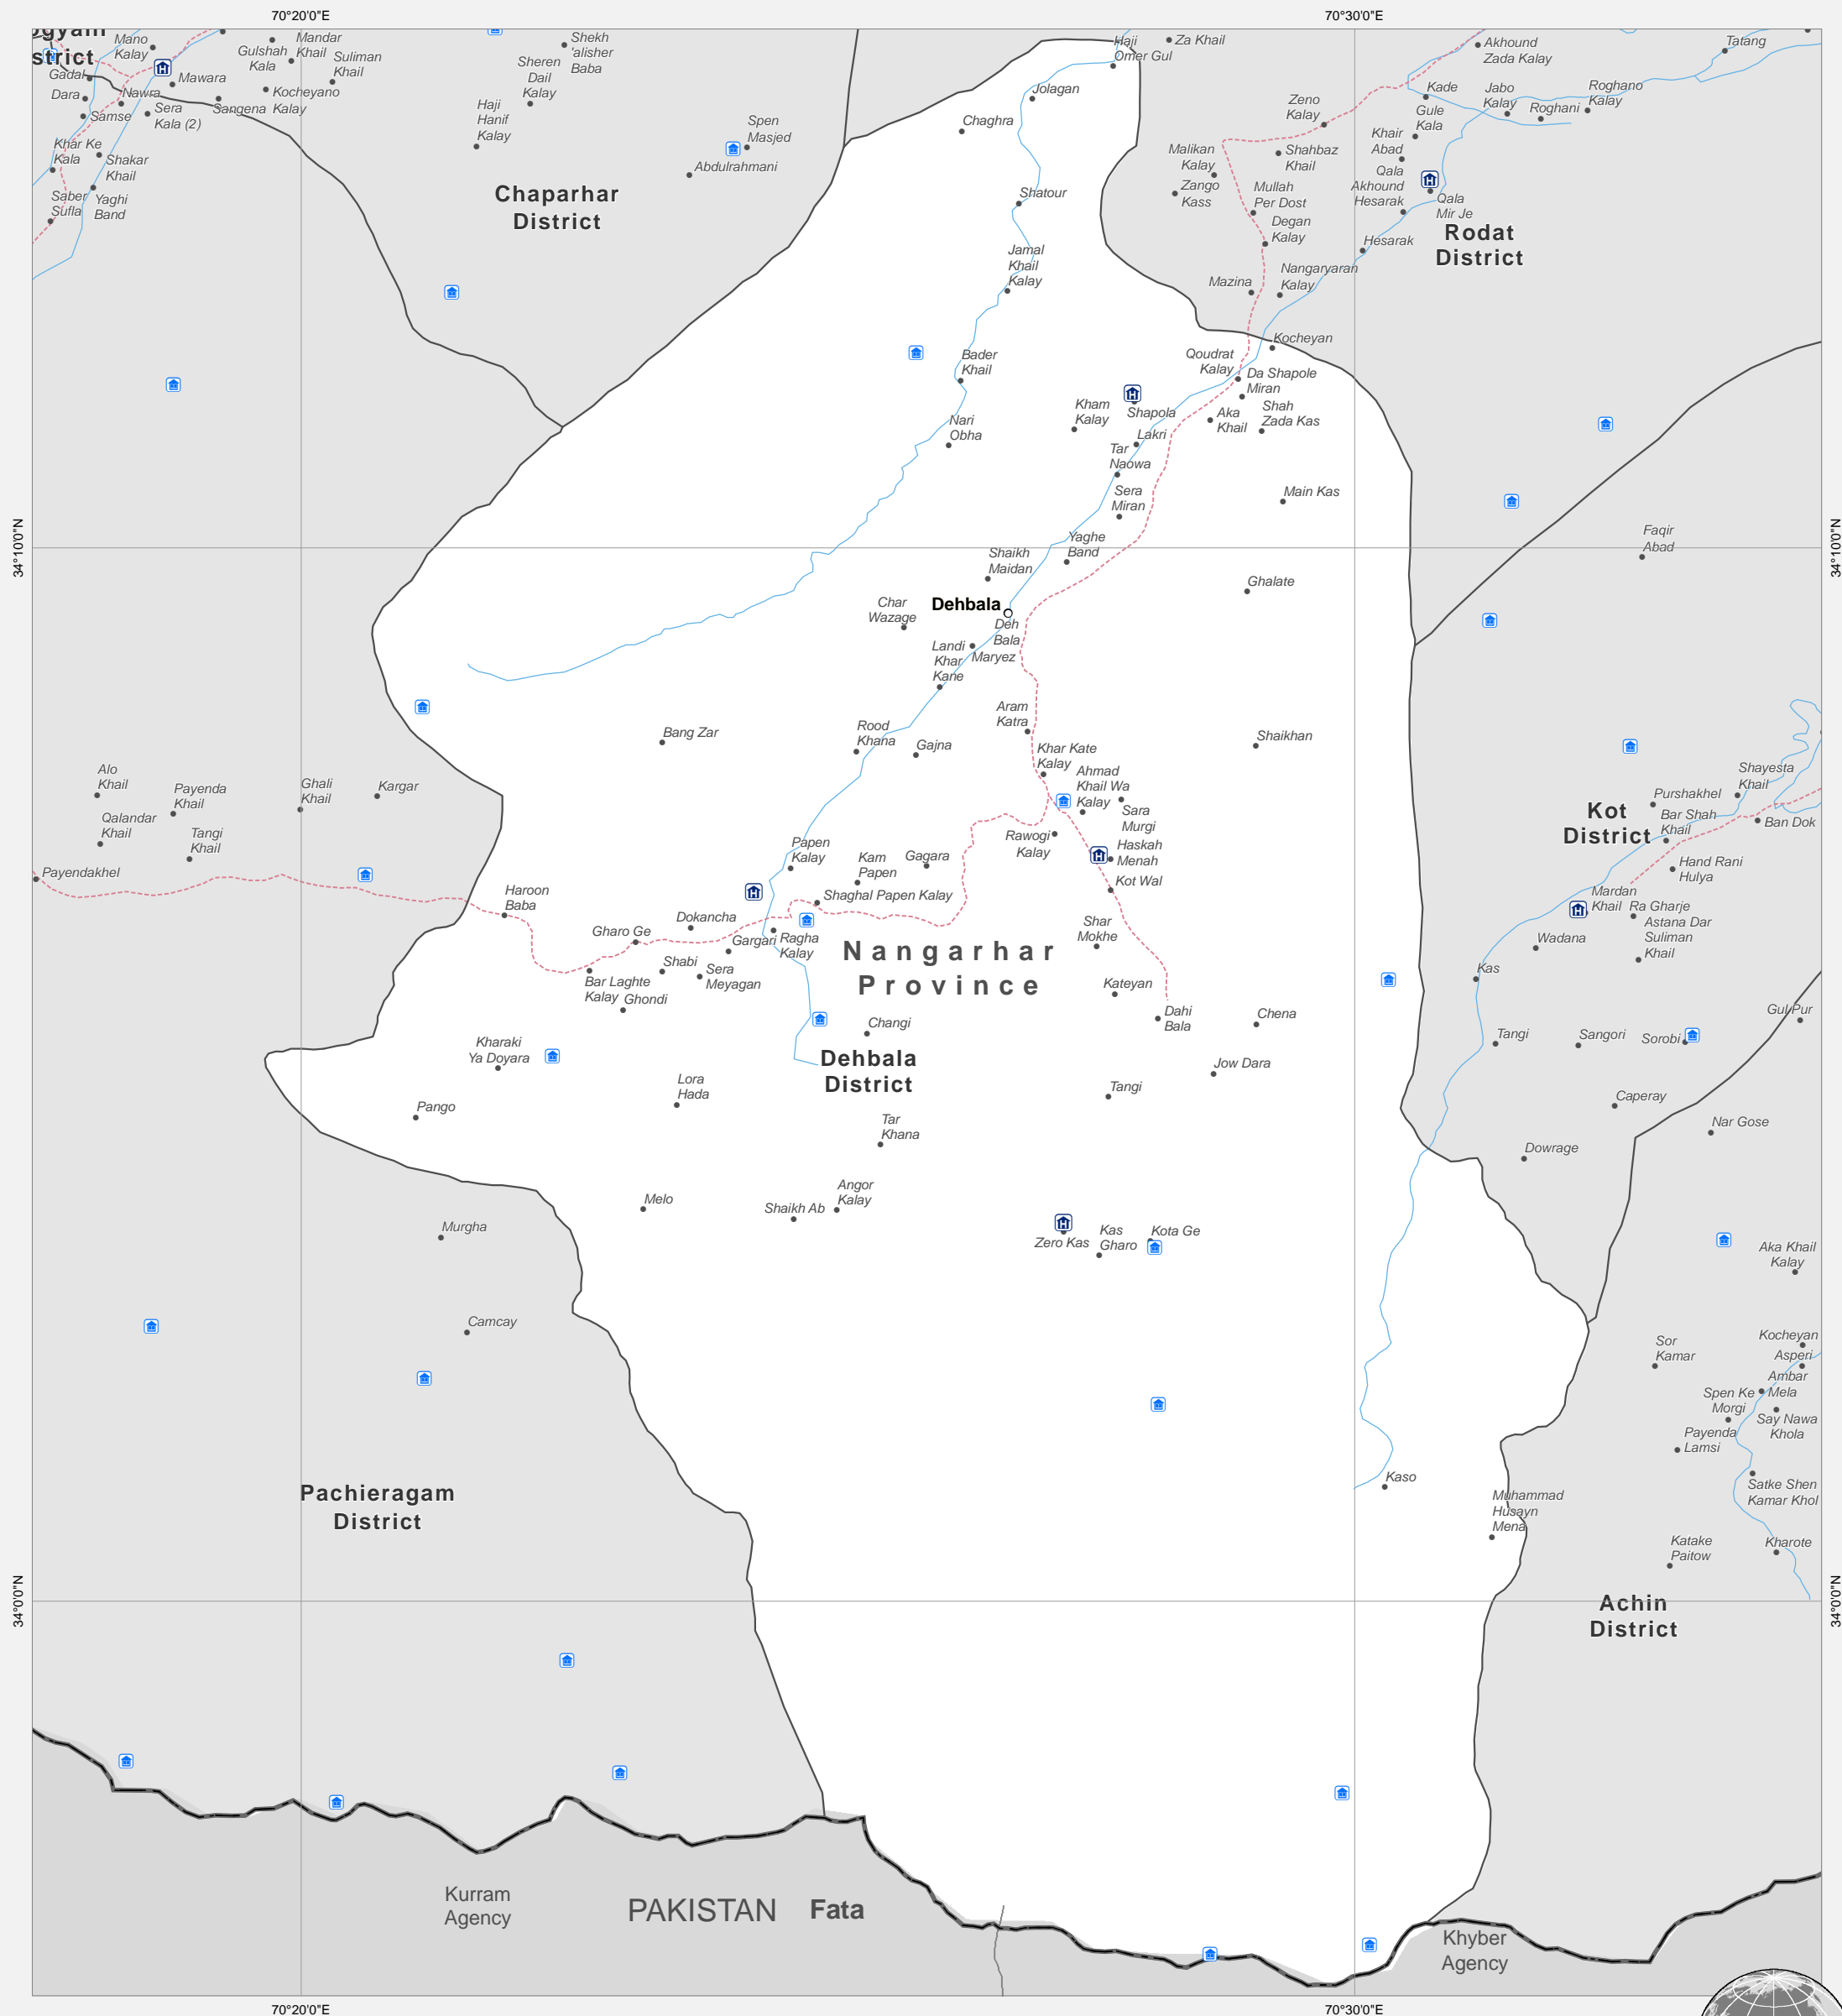 70°20'0"E
70°30'0"E
ogyani
strict
Mano
Kalay
Gulshah
Kala
Mandar
Khail
Suliman
Khail
Shekh
'alisher
Baba
Sheren
Dail
Kalay
Haji
Omer Gul
Za Khail
Akhound
Zada Kalay
Tatang
Gadal
Mawara
Dara
Nawra
Kocheyano
Kalay
Sangena
Samse
Sera
Kala (2)
Haji
Hanif
Kalay
Spen
Masjed
Abdulrahmani
Jolagan
Chaghra
Zeno
Kalay
Kade
Jabo
Kalay
Roghano
Kalay
Roghani
Gule
Kala
Khair
Abad
Khar Ke
Kala
Shakar
Khail
Saber
Sufla
Yaghi
Band
Chaparhar
District
Malikan
Kalay
Shahbaz
Khail
Zango
Kass
Mullah
Per Dost
Qala
Akhound
Hesarak
Qala
Mir Je
Rodat
District
Shatour
Degan
Kalay
Hesarak
Jamal
Khail
Kalay
Mazina
Nangaryaran
Kalay
Kocheyan
Qoudrat
Kalay
Bader
Khail
Da Shapole
Miran
Kham
Kalay
Shapola
Aka
Khail
Shah
Zada Kas
Nari
Obha
Lakri
Tar
Naowa
Sera
Miran
Main Kas
34°10'0"N
34°10'0"N
Yaghe
Band
Faqir
Abad
Shaikh
Maidan
Ghalate
Char
Wazage
Dehbala
Deh
Bala
Landi
Khar
Kane
Maryez
Aram
Katra
Bang Zar
Rood
Khana
Gajna
Shaikhan
Khar Kate
Kalay
Ahmad
Khail Wa
Kalay
Sara
Murgi
Alo
Khail
Payenda
Khail
Ghali
Khail
Kargar
Qalandar
Khail
Tangi
Khail
Payendakhel
Shayesta
Khail
Purshakhel
Kot
District
Bar Shah
Khail
Ban Dok
Rawogi
Kalay
Haskah
Menah
Papen
Kalay
Kam
Papen
Gagara
Kot Wal
Hand Rani
Hulya
Haroon
Baba
Shaghal Papen Kalay
Mardan
Khail
Ra Gharje
Astana Dar
Suliman
Khail
Dokancha
Gharo Ge
Gargari
Ragha
Kalay
Shar
Mokhe
Wadana
Nangarhar
Province
Shabi
Sera
Meyagan
Bar Laghte
Kalay
Ghondi
Kas
Kateyan
Dahi
Bala
Chena
Gul Pur
Changi
Tangi
Sangori
Sorobi
Kharaki
Ya Doyara
Dehbala
District
Jow Dara
Lora
Hada
Tangi
Pango
Caperay
Tar
Khana
Nar Gose
Dowrage
Melo
Angor
Kalay
Shaikh Ab
Murgha
Zero Kas
Kas
Gharo
Kota Ge
Aka Khail
Kalay
Camcay
Sor
Kamar
Kocheyan
Asperi
Ambar
Mela
Spen Ke
Morgi
Say Nawa
Khola
Payenda
Lamsi
Kaso
Satke Shen
Kamar Khol
Pachieragam
District
Muhammad
Husayn
Mena
Katake
Paitow
Kharote
34°0'0"N
34°0'0"N
Achin
District
Kurram
Agency
PAKISTAN
Fata
Khyber
Agency
70°20'0"E
70°30'0"E